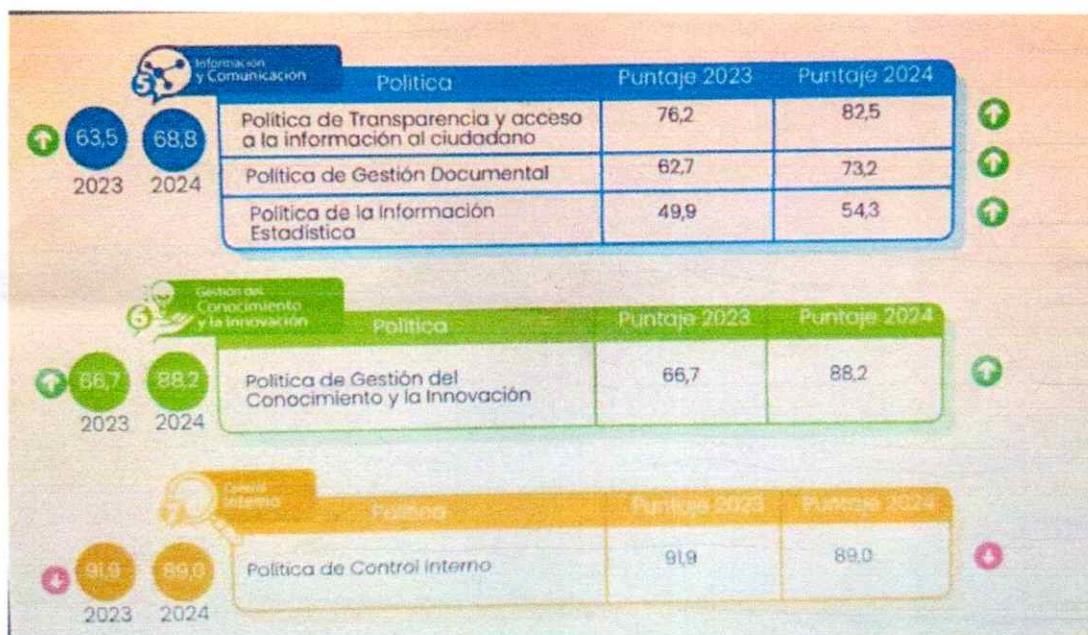 5
Información
y Comunicación
Política Puntaje 2023 Puntaje 2024
63,5 68,8
2023 2024
Política de Transparencia y acceso
a la información al ciudadano 76,2 82,5
Política de Gestión Documental 62,7 73,2
Política de la Información
Estadística 49,9 54,3
6
Gestión del
Conocimiento
y la Innovación
Política Puntaje 2023 Puntaje 2024
66,7 88,2
2023 2024
Política de Gestión del
Conocimiento y la Innovación 66,7 88,2
7
Control
Interno
Política Puntaje 2023 Puntaje 2024
91,9 89,0
2023 2024
Política de Control Interno 91,9 89,0